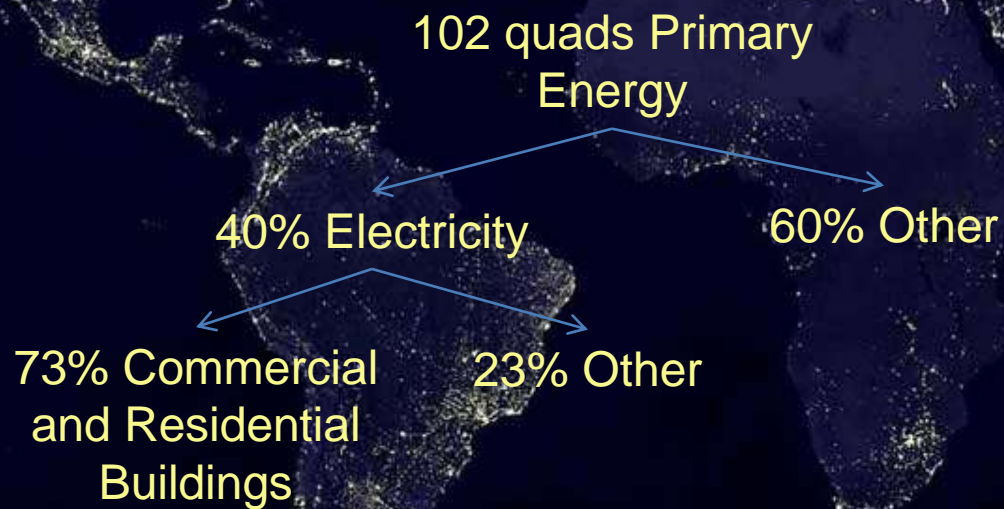 102 quads Primary
Energy
40% Electricity
60% Other
73% Commercial
and Residential
Buildings
23% Other